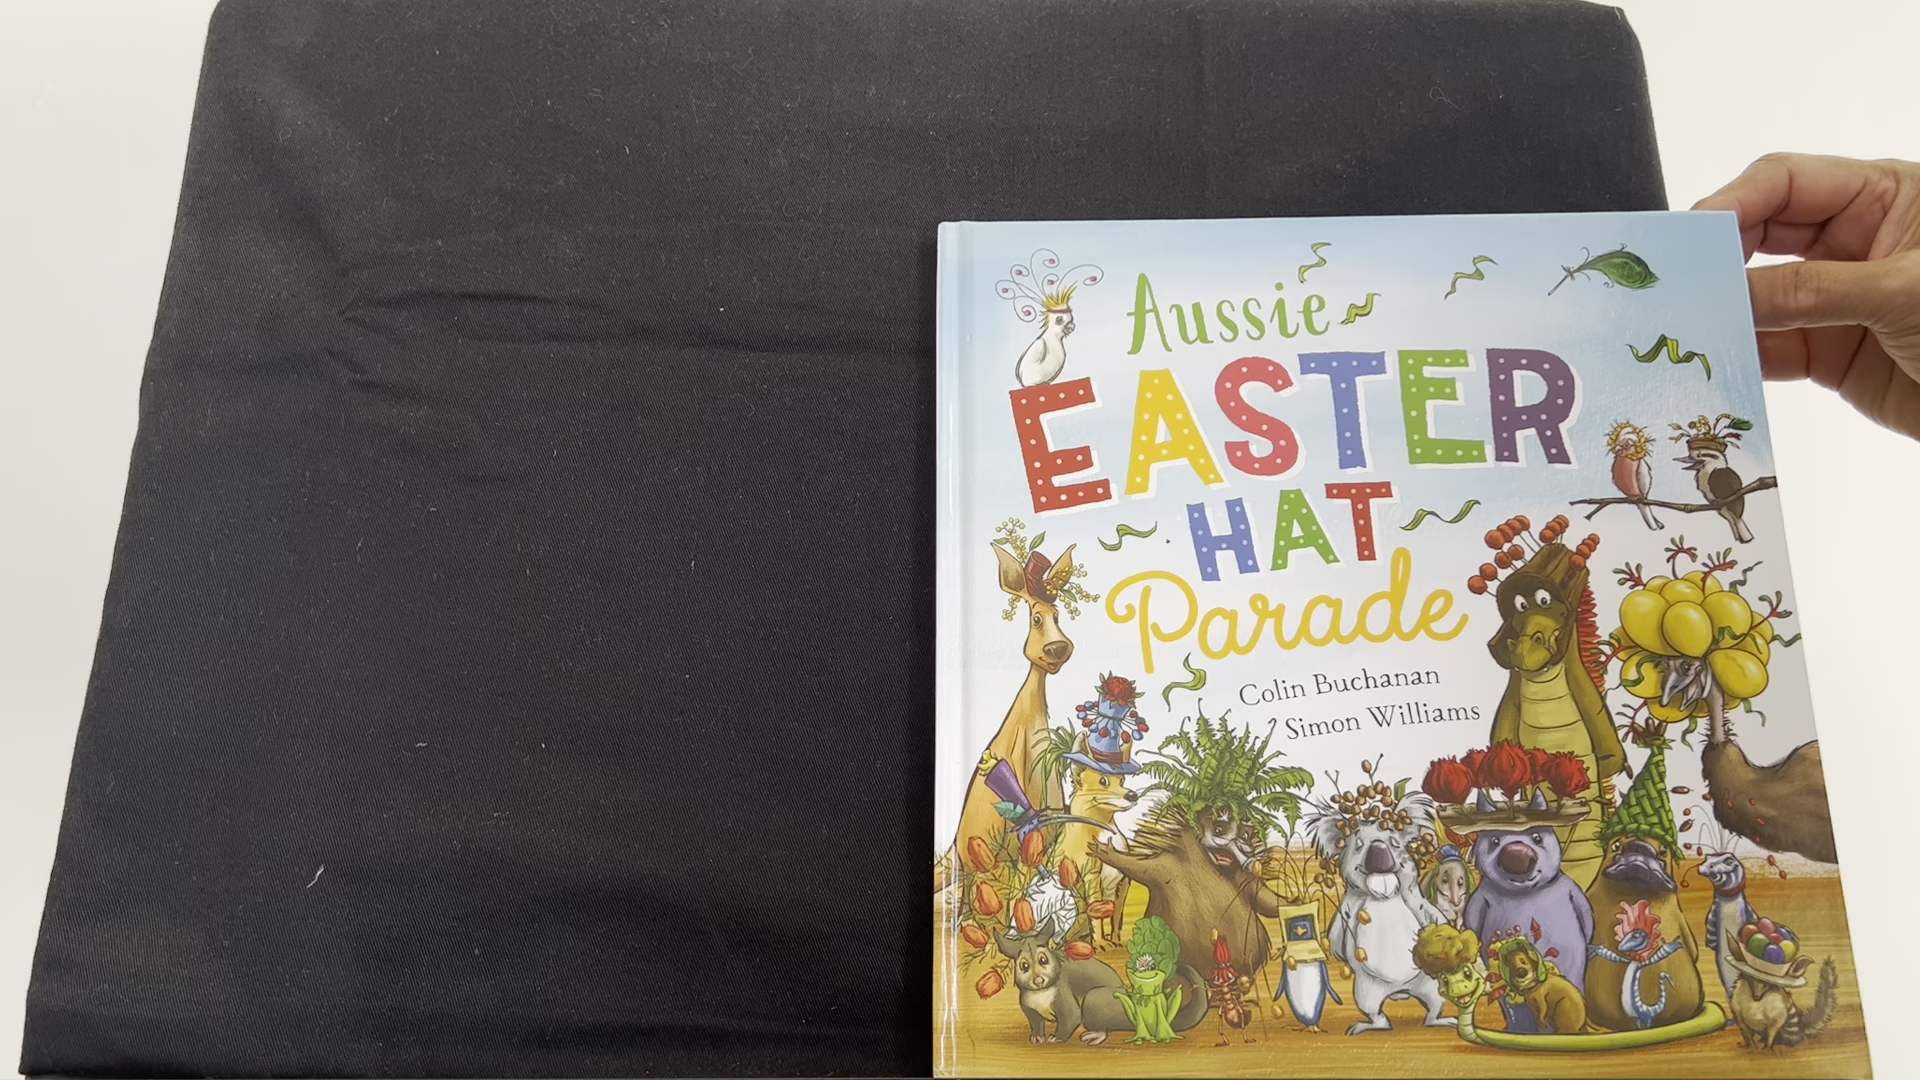 Aussie
EASTER
HAT
Parade
Colin Buchanan
Simon Williams